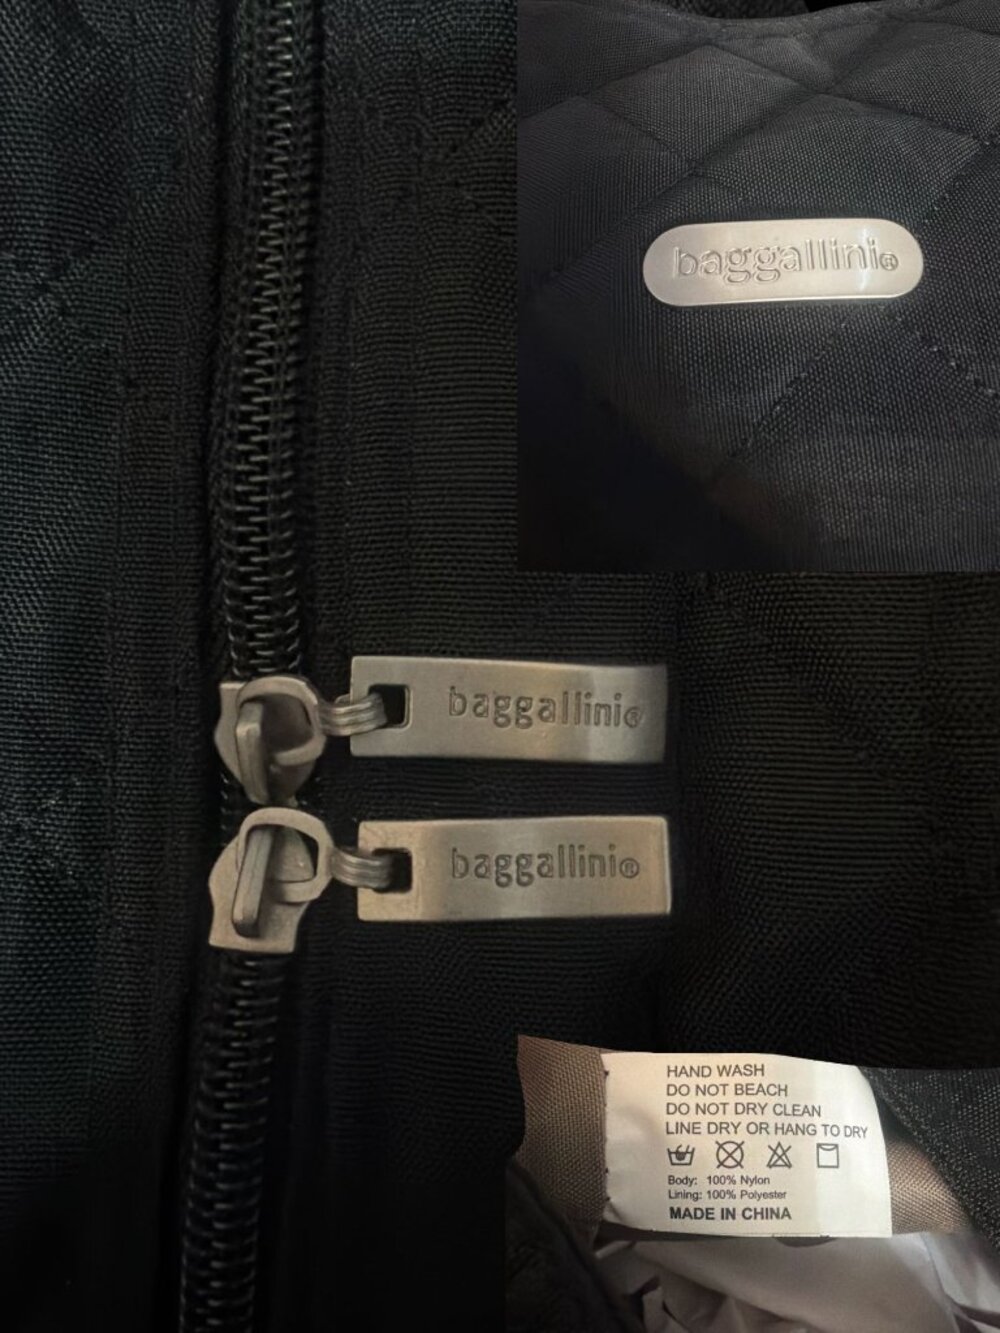 baggallini®
baggallini®
baggallini®
HAND WASH
DO NOT BEACH
DO NOT DRY CLEAN
LINE DRY OR HANG TO DRY
Body: 100% Nylon
Lining: 100% Polyester
MADE IN CHINA